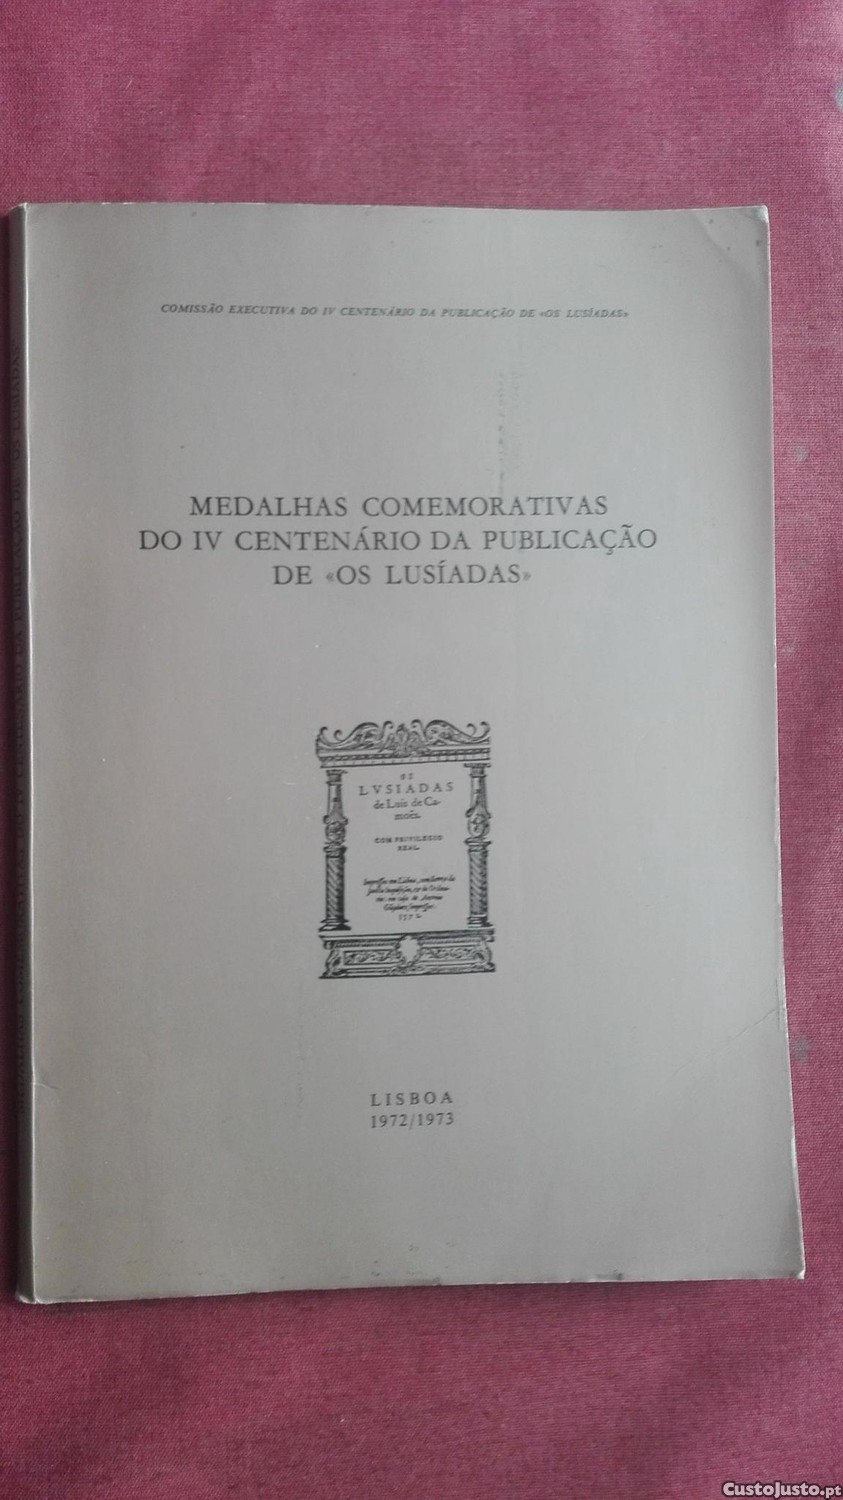 COMISSÃO EXECUTIVA DO IV CENTENÁRIO DA PUBLICAÇÃO DE «OS LUSÍADAS»
MEDALHAS COMEMORATIVAS
DO IV CENTENÁRIO DA PUBLICAÇÃO
DE «OS LUSÍADAS»
OS
LVSIADAS
de Luis de Ca-
mões.
COM PRIVILEGIO
REAL.
1572
LISBOA
1972/1973
CustoJusto.pt